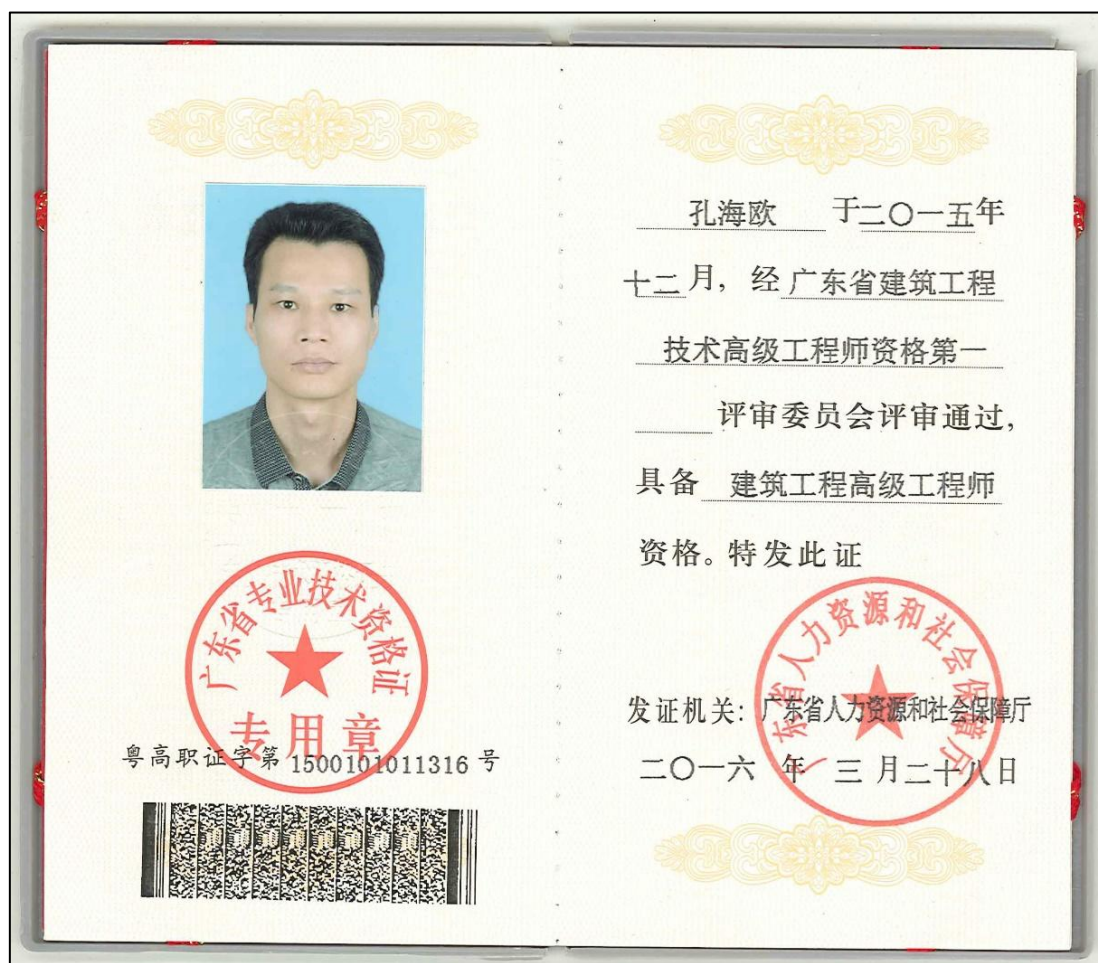 广东省专业技术资格证
专用章
粤高职证字第 1500101011316 号
孔海欧 于二〇一五年
十二月，经广东省建筑工程
技术高级工程师资格第一
评审委员会评审通过，
具备 建筑工程高级工程师
资格。特发此证
广东省人力资源和社会保障厅
发证机关：广东省人力资源和社会保障厅
二〇一六 年 三 月二十八日